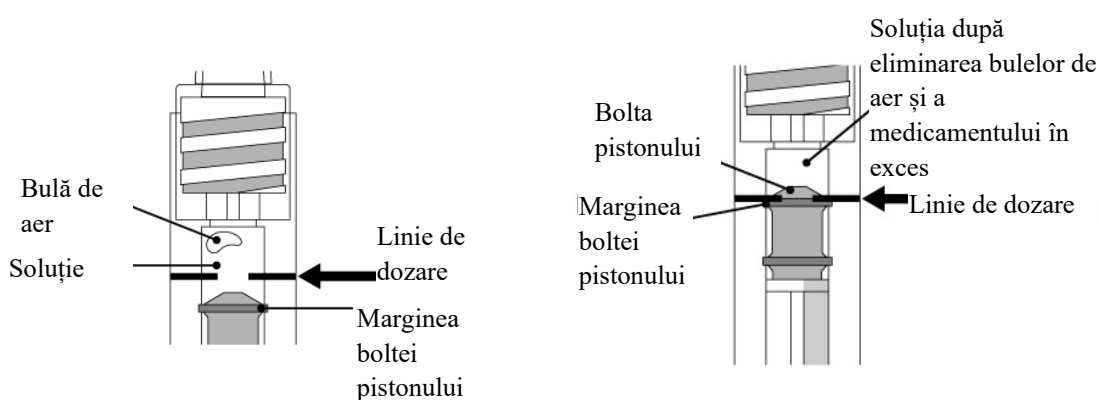 Bulă de
aer
Soluție
Linie de
dozare
Marginea
boltei
pistonului
Soluția după
eliminarea bulelor de
aer și a
medicamentului în
exces
Bolta
pistonului
Marginea
boltei
pistonului
Linie de dozare